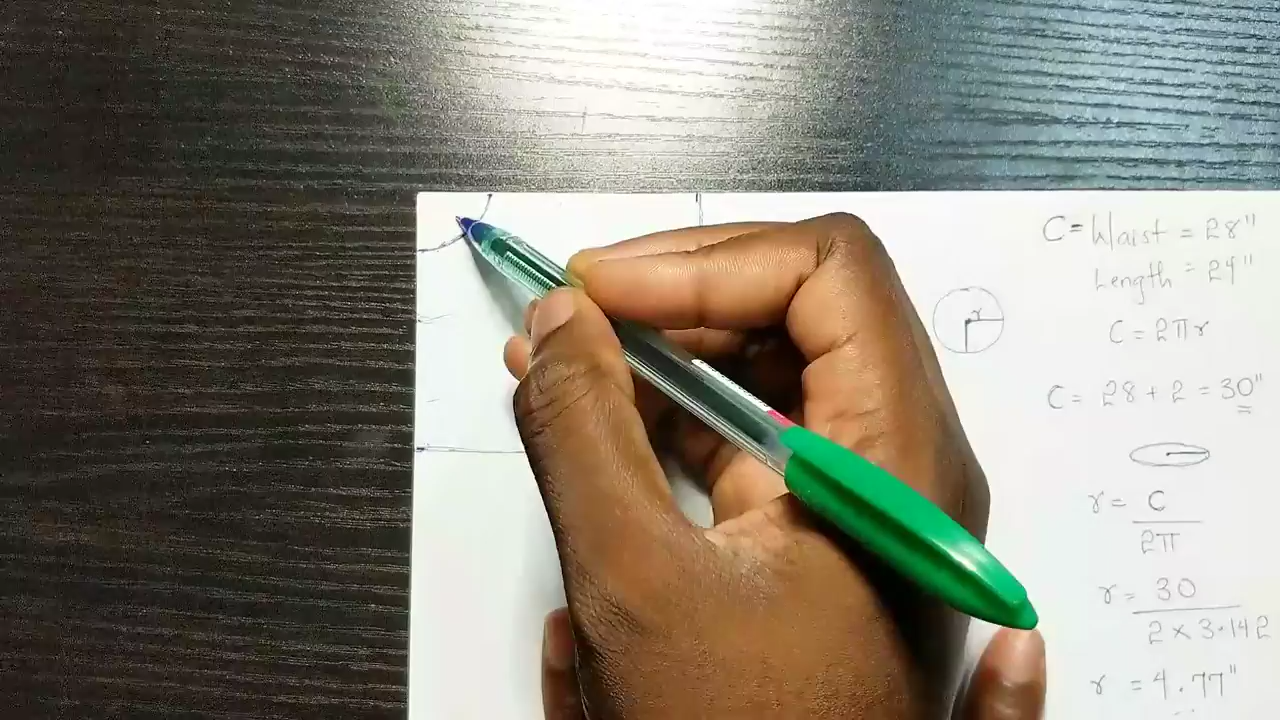 C = Waist = 28"
Length = 24"
r
C = 2πr
C = 28 + 2 = 30"
r = C
2π
r = 30
2 × 3.142
r = 4.77"